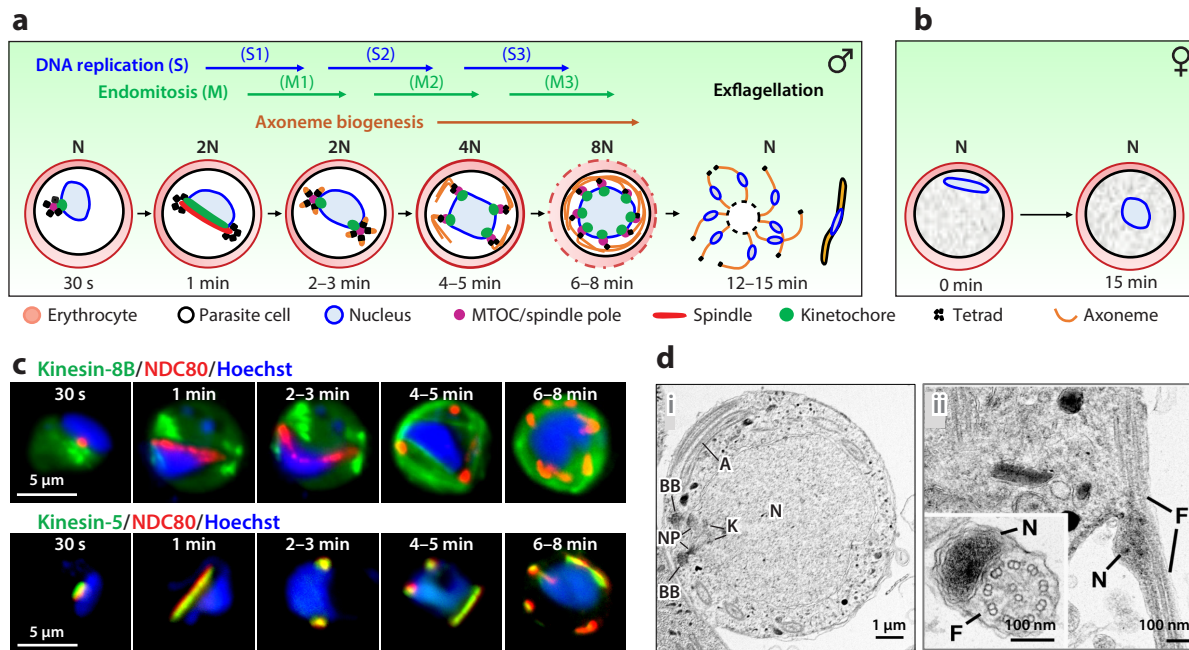 a
DNA replication (S)
(S1)
(S2)
(S3)
Endomitosis (M)
(M1)
(M2)
(M3)
Axoneme biogenesis
Exflagellation
♂
N
2N
2N
4N
8N
N
30 s
1 min
2–3 min
4–5 min
6–8 min
12–15 min
b
♀
N
N
0 min
15 min
Erythrocyte
Parasite cell
Nucleus
MTOC/spindle pole
Spindle
Kinetochore
Tetrad
Axoneme
c
Kinesin-8B/NDC80/Hoechst
30 s
1 min
2–3 min
4–5 min
6–8 min
5 µm
Kinesin-5/NDC80/Hoechst
30 s
1 min
2–3 min
4–5 min
6–8 min
5 µm
d
i
A
BB
N
K
NP
BB
1 µm
ii
F
N
N
F
100 nm
100 nm